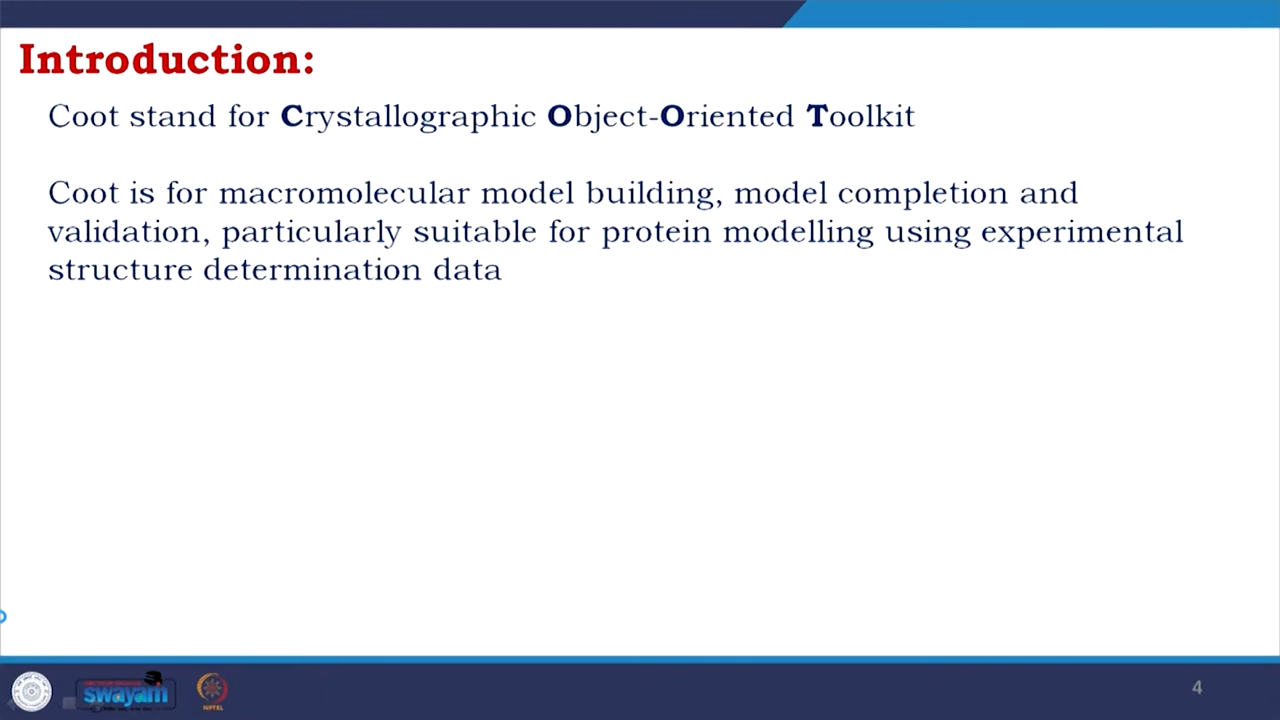 Introduction:
Coot stand for Crystallographic Object-Oriented Toolkit
Coot is for macromolecular model building, model completion and
validation, particularly suitable for protein modelling using experimental
structure determination data
swayam
NPTEL
4